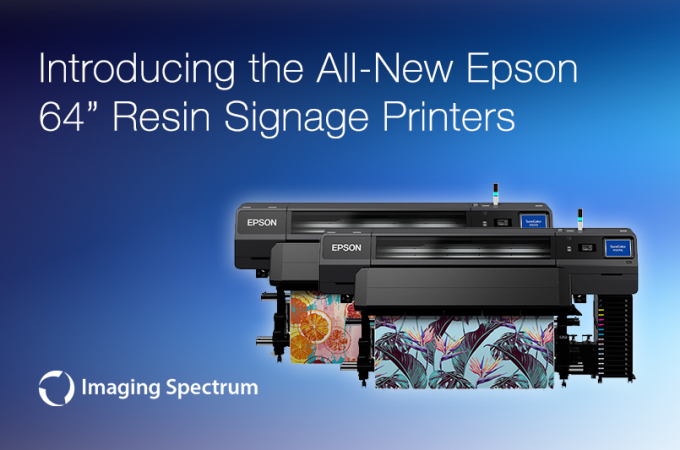 Introducing the All-New Epson
64” Resin Signage Printers
EPSON
EPSON
Imaging Spectrum